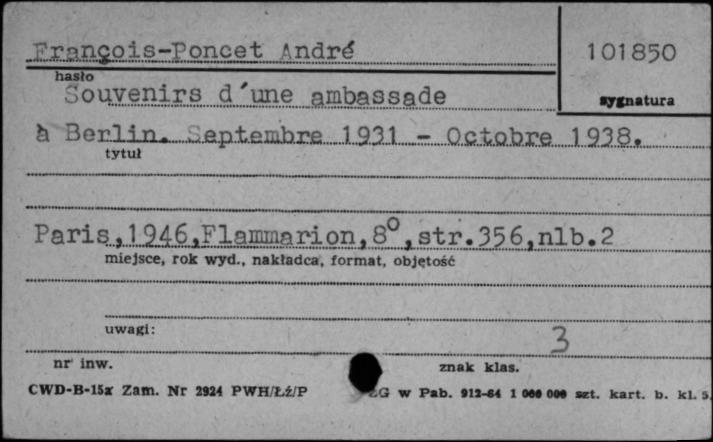 François-Poncet André
101850
hasło
Souvenirs d'une ambassade
sygnatura
à Berlin. Septembre 1931 - Octobre 1938.
tytuł
Paris,1946,Flammarion,8°,str.356,nlb.2
miejsce, rok wyd., nakładca, format, objętość
uwagi:
3
nr inw.
znak klas.
CWD-B-15x Zam. Nr 2924 PWH/Łź/P
ZG w Pab. 912-64 1 000 000 szt. kart. b. kl. 5.